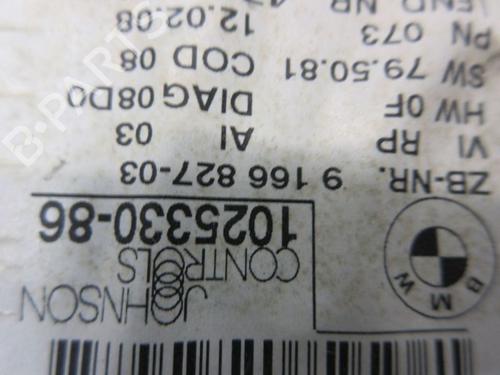 JOHNSON
CONTROLS
1025330-86
BMW
ZB-NR. 9 166 827-03
VI RP AI 03
HW 0F DIAG 08D0
SW 79.50.81 COD 08
PN 073 12.02.08
B-PARTS